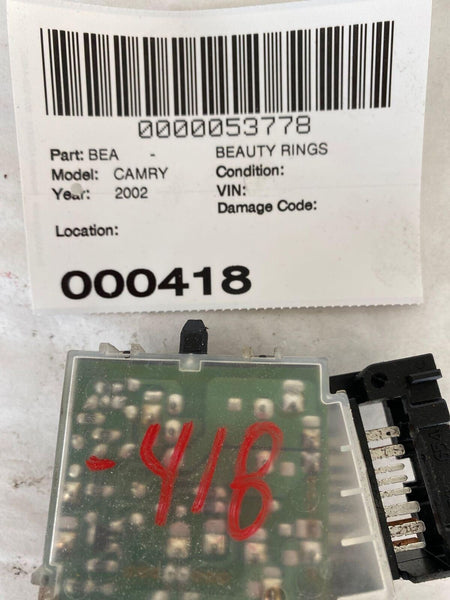 0000053778
Part: BEA - BEAUTY RINGS
Model: CAMRY Condition:
Year: 2002 VIN:
Damage Code:
Location:
000418
-418